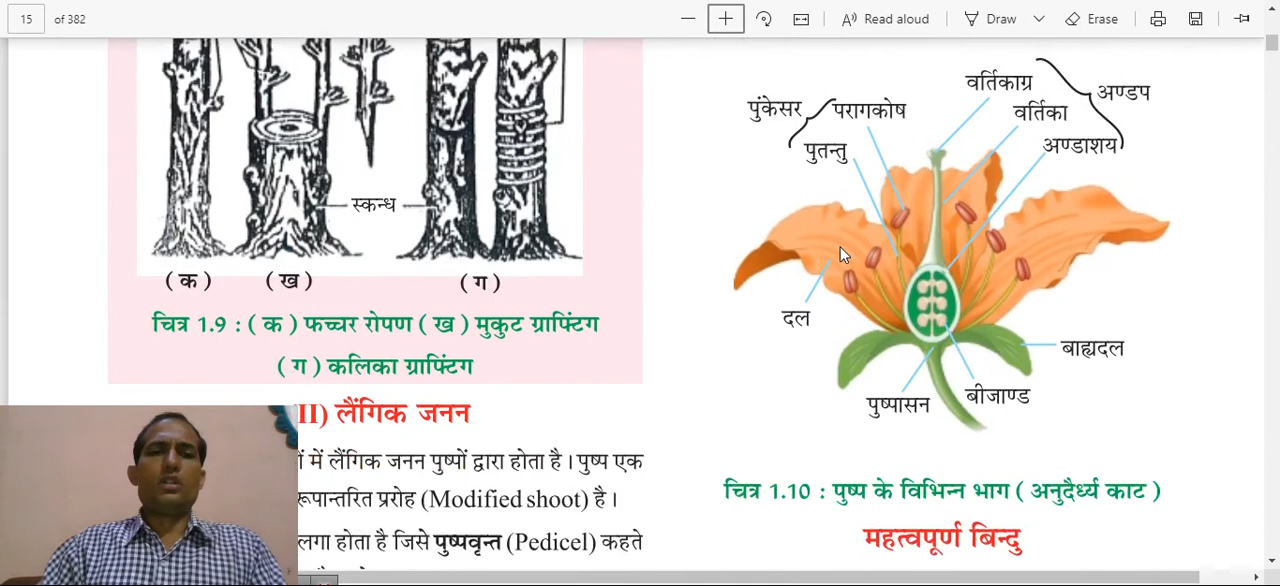 15 of 382 Read aloud Draw Erase
स्कन्ध
( क ) ( ख ) ( ग )
चित्र 1.9 : ( क ) फच्चर रोपण ( ख ) मुकुट ग्राफ्टिंग
( ग ) कलिका ग्राफ्टिंग
II) लैंगिक जनन
में लैंगिक जनन पुष्पों द्वारा होता है। पुष्प एक
रूपान्तरित प्ररोह (Modified shoot) है।
लगा होता है जिसे पुष्पवृन्त (Pedicel) कहते
वर्तिकाग्र
अण्डप
पुंकेसर परागकोष वर्तिका
पुतन्तु अण्डाशय
दल
बाह्यदल
पुष्पासन बीजाण्ड
चित्र 1.10 : पुष्प के विभिन्न भाग ( अनुदैर्ध्य काट )
महत्वपूर्ण बिन्दु